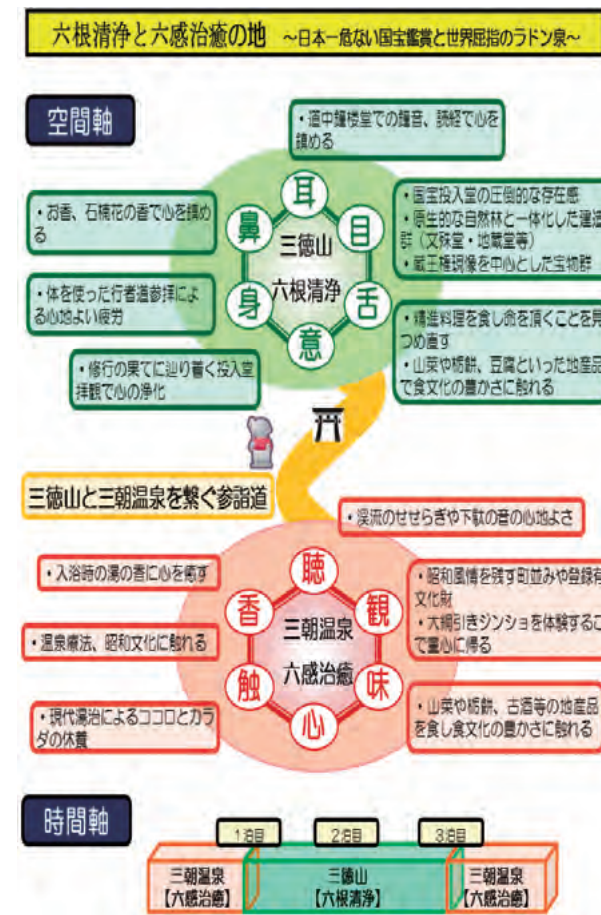 六根清浄と六感治癒の地 ～日本一危ない国宝鑑賞と世界屈指のラドン泉～
空間軸
・道中鐘楼堂での鐘音、読経で心を
鎮める
・お香、石楠花の香で心を鎮め
る
・体を使った行者道参拝によ
る心地よい疲労
・修行の果てに辿り着く投入堂
拝観で心の浄化
耳
鼻
目
三徳山
六根清浄
身
舌
意
・国宝投入堂の圧倒的な存在感
・原生的な自然林と一体化した建造
群（文殊堂・地蔵堂等）
・蔵王権現像を中心とした宝物群
・精進料理を食し命を頂くことを見
つめ直す
・山菜や栃餅、豆腐といった地産品
で食文化の豊かさに触れる
三徳山と三朝温泉を繋ぐ参詣道
・渓流のせせらぎや下駄の音の心地よさ
・入浴時の湯の香に心を癒す
・温泉療法、昭和文化に触れる
・現代湯治によるココロとカラ
ダの休養
聴
香
観
三朝温泉
六感治癒
触
味
心
・昭和風情を残す町並みや登録有
文化財
・大綱引きジンショを体験するこ
で童心に帰る
・山菜や栃餅、古酒等の地産品
を食し食文化の豊かさに触れる
時間軸
1泊目
2泊目
3泊目
三朝温泉
【六感治癒】
三徳山
【六根清浄】
三朝温泉
【六感治癒】